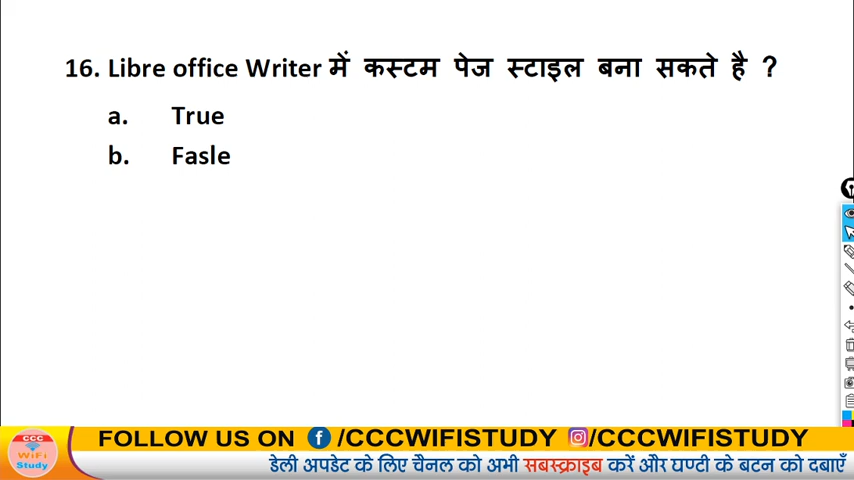 16. Libre office Writer में कस्टम पेज स्टाइल बना सकते है ?
a. True
b. Fasle
FOLLOW US ON f /CCCWIFISTUDY /CCCWIFISTUDY
CCC
WiFi
Study
डेली अपडेट के लिए चैनल को अभी सबस्क्राइब करें और घण्टी के बटन को दबाएँ